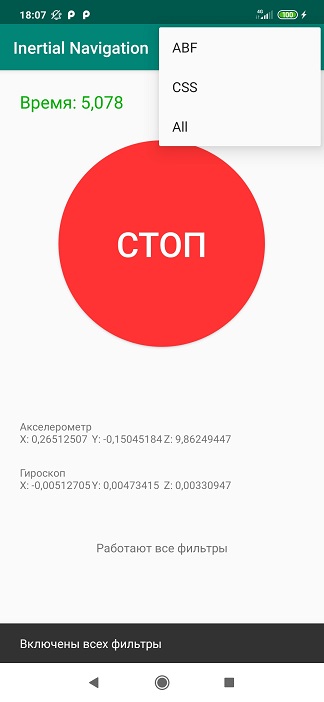 18:07 4G 100
Inertial Navigation
ABF
CSS
All
Время: 5,078
СТОП
Акселерометр
X: 0,26512507 Y: -0,15045184 Z: 9,86249447
Гироскоп
X: -0,00512705 Y: 0,00473415 Z: 0,00330947
Работают все фильтры
Включены всех фильтры